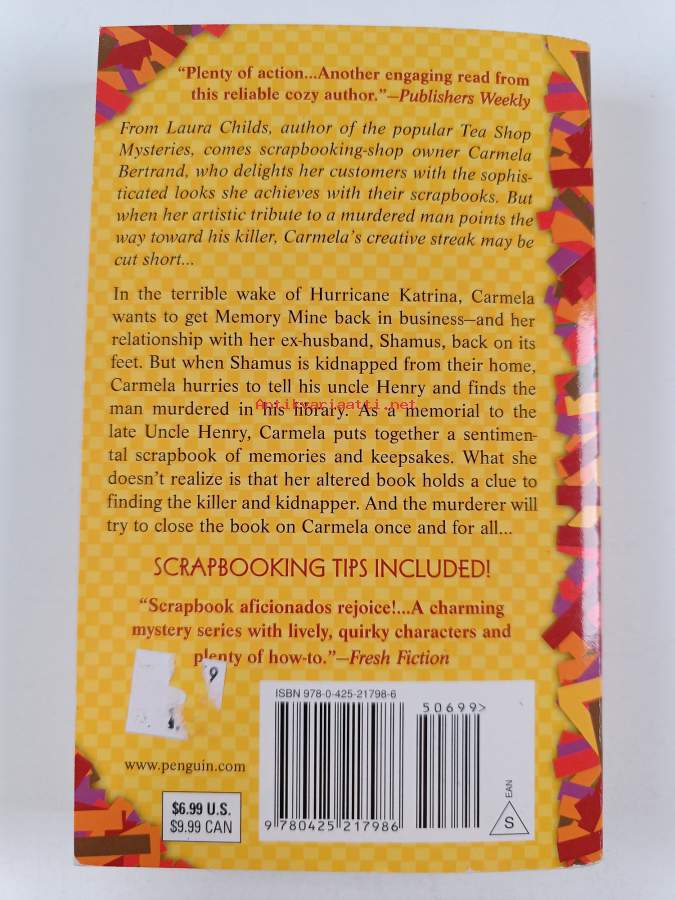 “Plenty of action...Another engaging read from
this reliable cozy author.”—Publishers Weekly
From Laura Childs, author of the popular Tea Shop
Mysteries, comes scrapbooking-shop owner Carmela
Bertrand, who delights her customers with the sophis-
ticated looks she achieves with their scrapbooks. But
when her artistic tribute to a murdered man points the
way toward his killer, Carmela’s creative streak may be
cut short...
In the terrible wake of Hurricane Katrina, Carmela
wants to get Memory Mine back in business—and her
relationship with her ex-husband, Shamus, back on its
feet. But when Shamus is kidnapped from their home,
Carmela hurries to tell his uncle Henry and finds the
man murdered in his library. As a memorial to the
Antikvariaatti.net
late Uncle Henry, Carmela puts together a sentimen-
tal scrapbook of memories and keepsakes. What she
doesn’t realize is that her altered book holds a clue to
finding the killer and kidnapper. And the murderer will
try to close the book on Carmela once and for all...
SCRAPBOOKING TIPS INCLUDED!
“Scrapbook aficionados rejoice!...A charming
mystery series with lively, quirky characters and
plenty of how-to.”—Fresh Fiction
9
ISBN 978-0-425-21798-6
50699>
www.penguin.com
$6.99 U.S.
$9.99 CAN
9 780425 217986
EAN
S